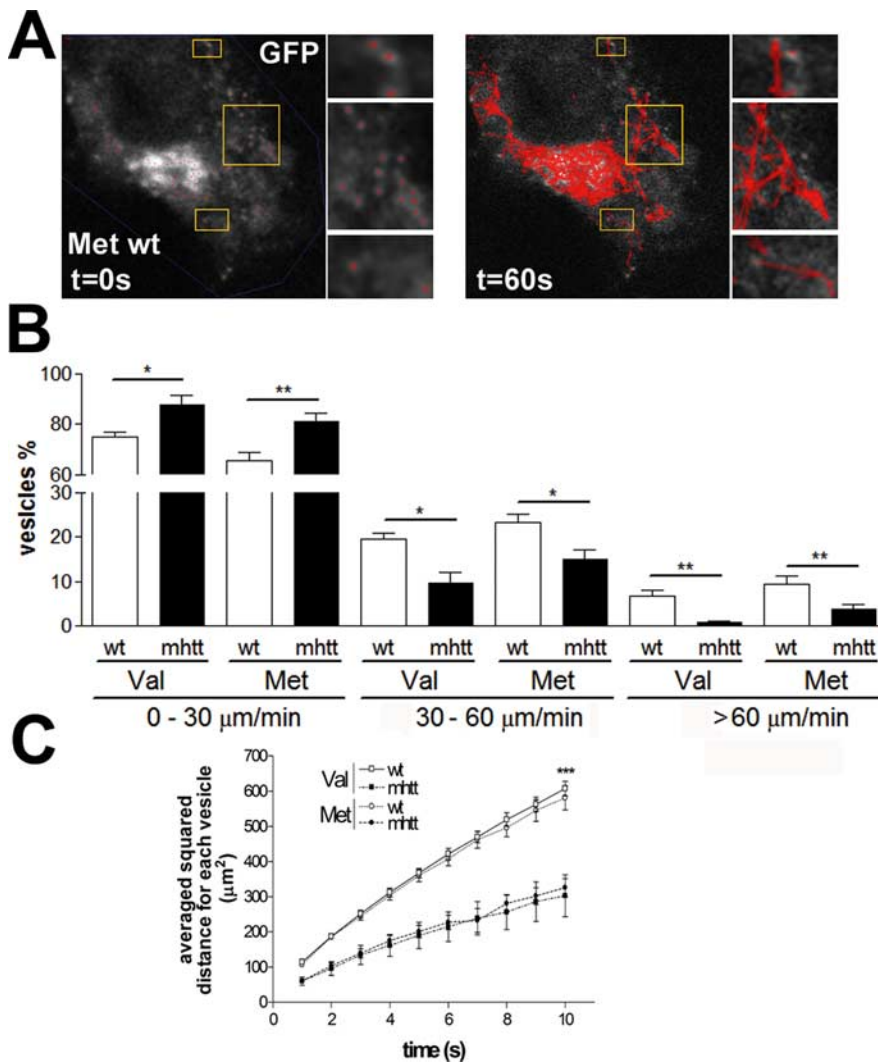 A
GFP
Met wt
t=0s
t=60s
B
vesicles %
100
80
60
30
20
10
0
* ** * * ** **
wt mhtt wt mhtt wt mhtt wt mhtt wt mhtt wt mhtt
Val Met Val Met Val Met
0 - 30 μm/min 30 - 60 μm/min >60 μm/min
C
averaged squared
distance for each vesicle
(μm²)
700
600
500
400
300
200
100
0
Val wt
mhtt
Met wt
mhtt
***
0 2 4 6 8 10
time (s)